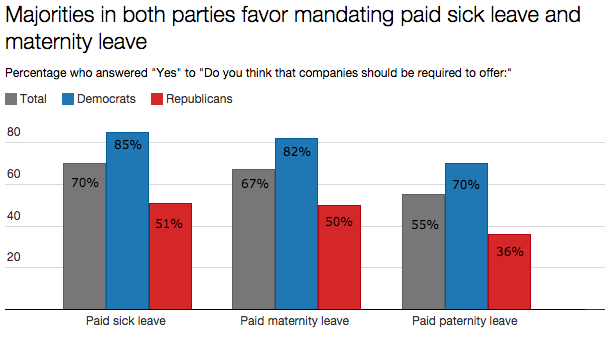 Majorities in both parties favor mandating paid sick leave and
maternity leave
Percentage who answered "Yes" to "Do you think that companies should be required to offer:"
Total Democrats Republicans
80
60
40
20
70% 85% 51%
67% 82% 50%
55% 70% 36%
Paid sick leave Paid maternity leave Paid paternity leave